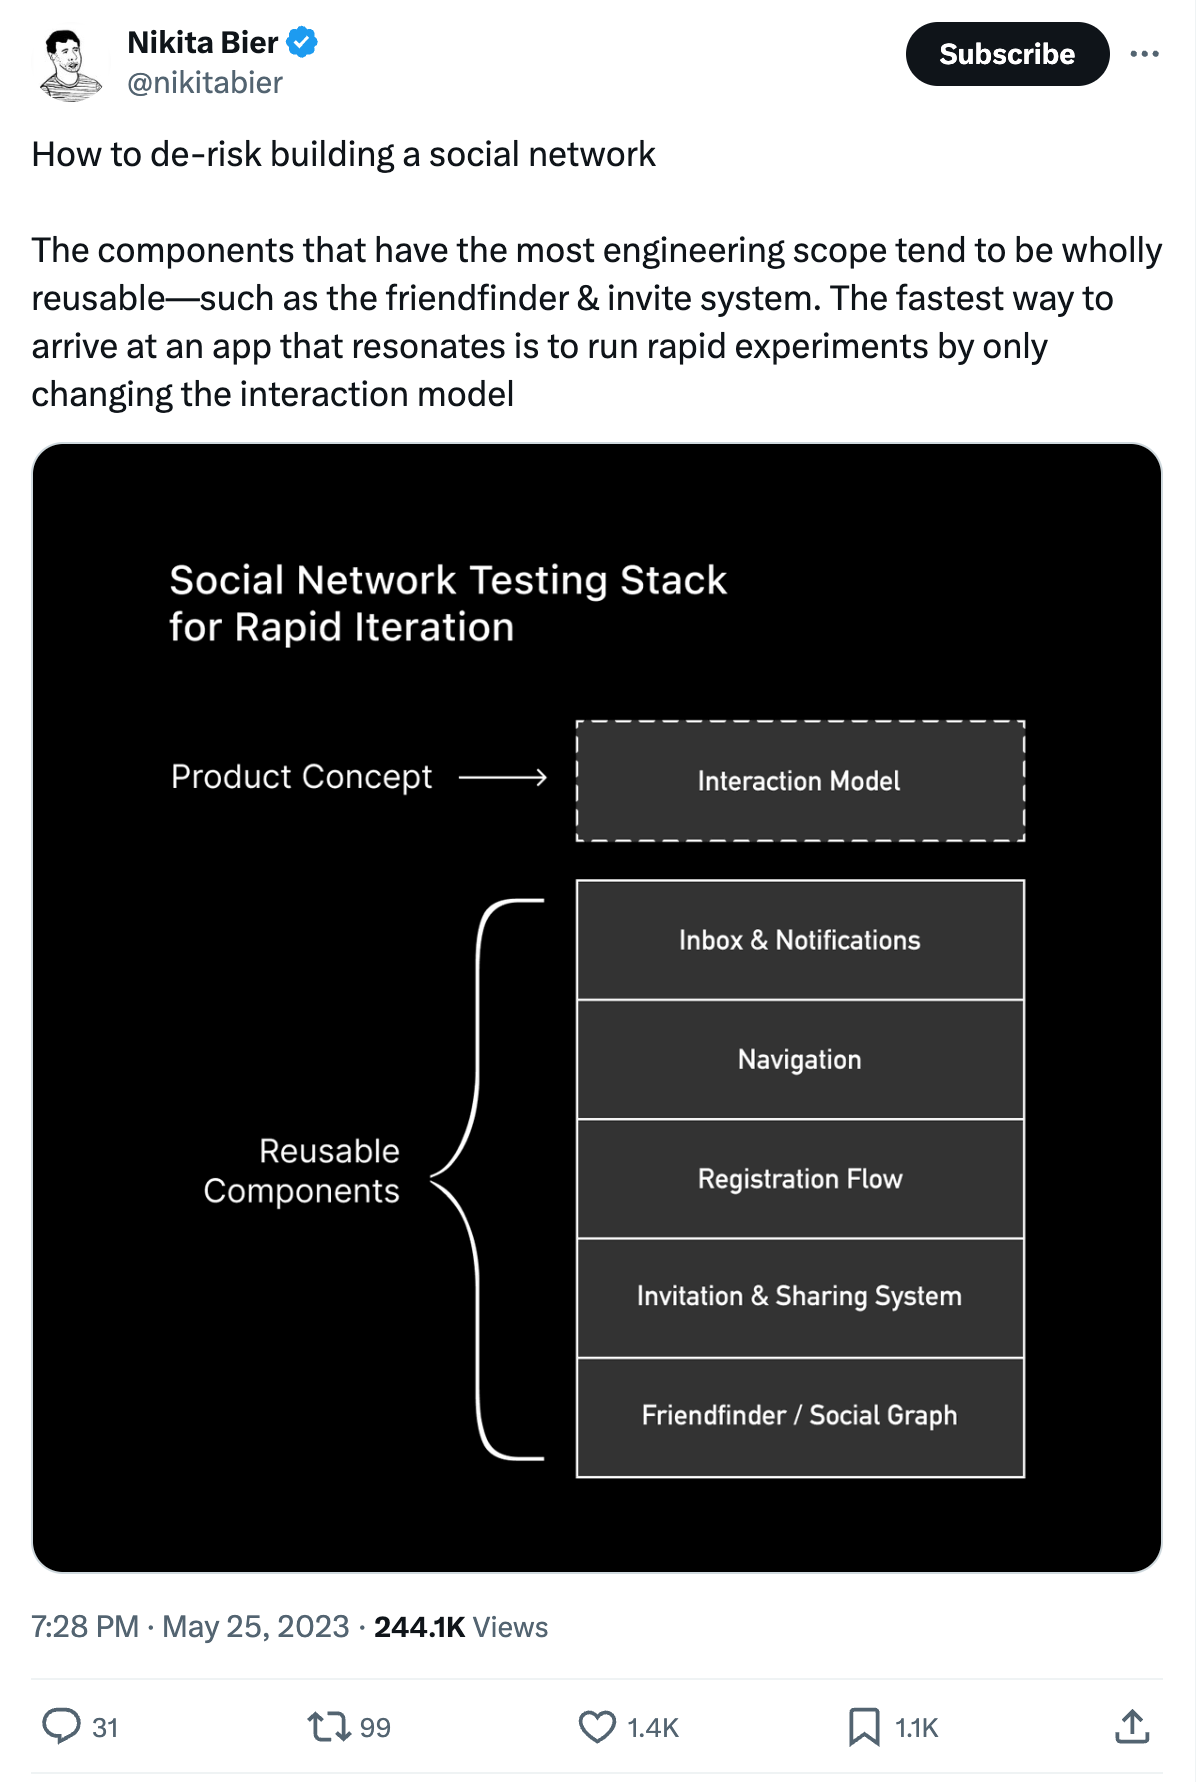 Nikita Bier
@nikitabier
Subscribe
How to de-risk building a social network
The components that have the most engineering scope tend to be wholly
reusable—such as the friendfinder & invite system. The fastest way to
arrive at an app that resonates is to run rapid experiments by only
changing the interaction model
Social Network Testing Stack
for Rapid Iteration
Product Concept
Interaction Model
Inbox & Notifications
Navigation
Reusable
Components
Registration Flow
Invitation & Sharing System
Friendfinder / Social Graph
7:28 PM · May 25, 2023 · 244.1K Views
31 99 1.4K 1.1K